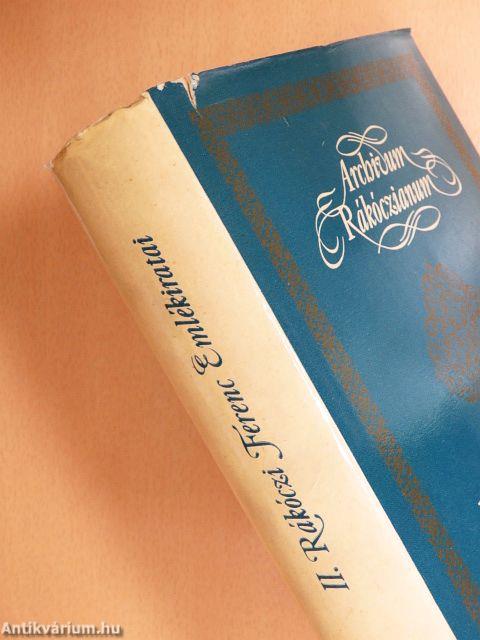 Archivum
Rákóczianum
II. Rákóczi Ferenc Emlékiratai
Antikvárium.hu